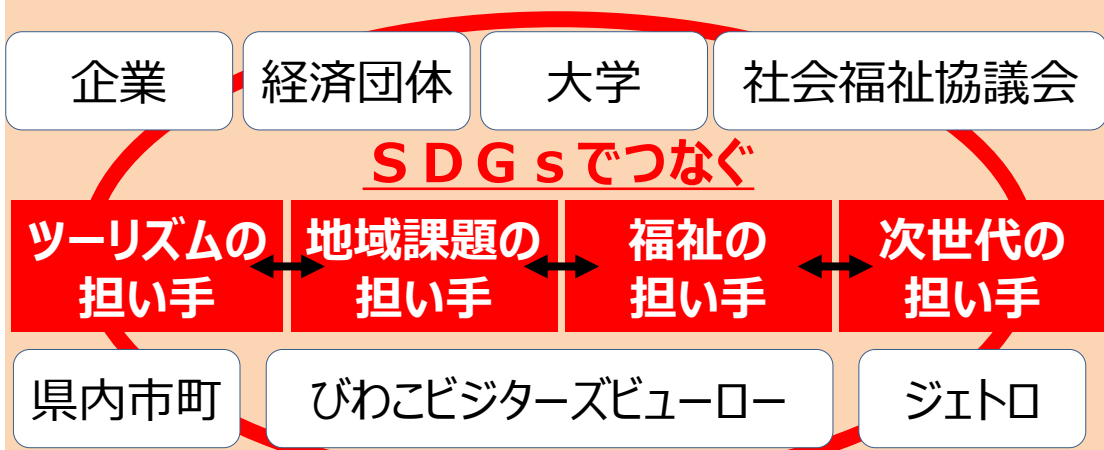 企業
経済団体
大学
社会福祉協議会
ＳＤＧｓでつなぐ
ツーリズムの
担い手
地域課題の
担い手
福祉の
担い手
次世代の
担い手
県内市町
びわこビジターズビューロー
ジェトロ